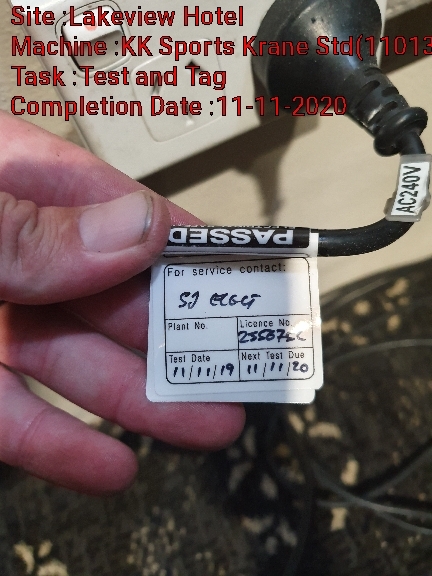 Site :Lakeview Hotel
Machine :KK Sports Krane Std(11013
Task :Test and Tag
Completion Date :11-11-2020
AC240V
PASSED
For service contact:
SJ ELECT
Plant No.
Licence No.
Test Date
Next Test Due
11/11/19
11/11/20